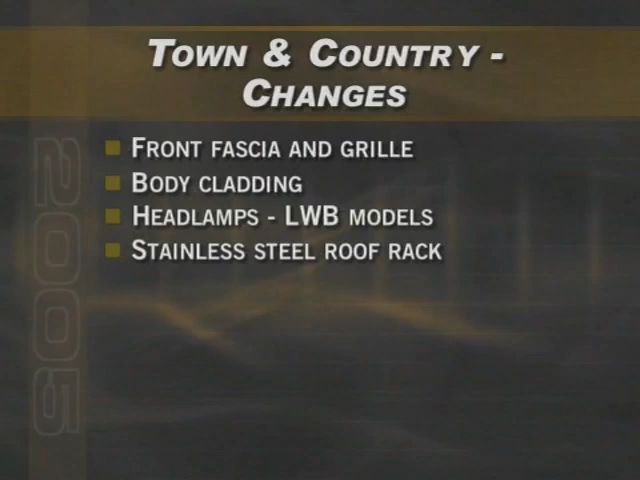 TOWN & COUNTRY -
CHANGES
FRONT FASCIA AND GRILLE
BODY CLADDING
HEADLAMPS - LWB MODELS
STAINLESS STEEL ROOF RACK
2005